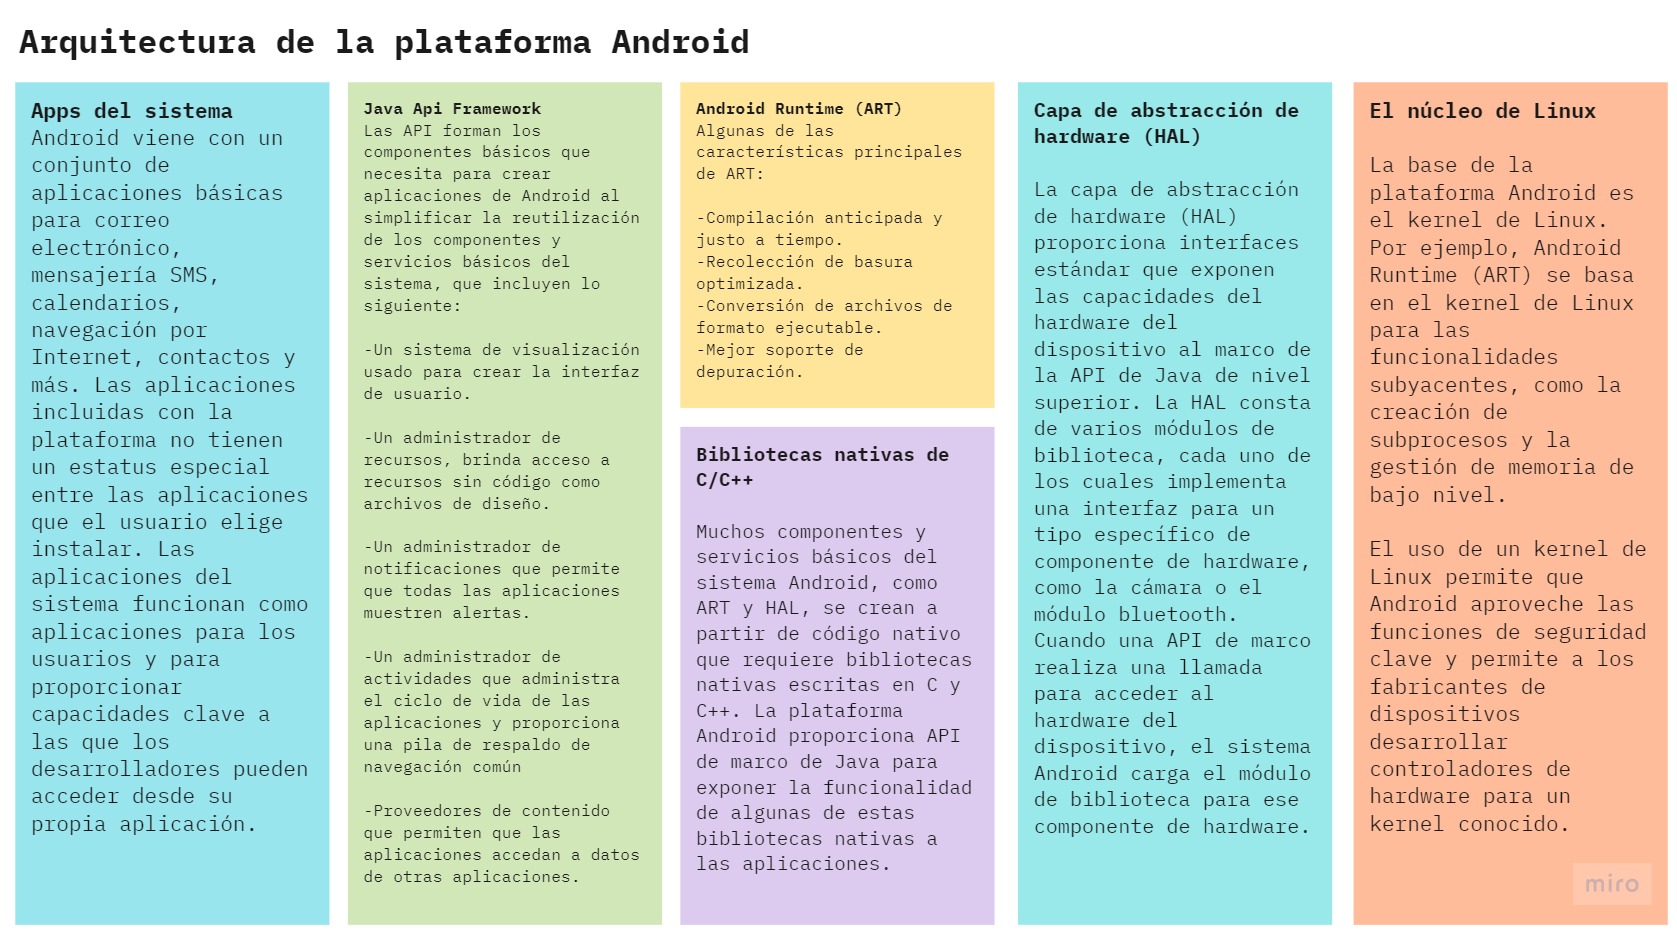 Arquitectura de la plataforma Android
Apps del sistema
Android viene con un
conjunto de
aplicaciones básicas
para correo
electrónico,
mensajería SMS,
calendarios,
navegación por
Internet, contactos y
más. Las aplicaciones
incluidas con la
plataforma no tienen
un estatus especial
entre las aplicaciones
que el usuario elige
instalar. Las
aplicaciones del
sistema funcionan como
aplicaciones para los
usuarios y para
proporcionar
capacidades clave a
las que los
desarrolladores pueden
acceder desde su
propia aplicación.
Java Api Framework
Las API forman los
componentes básicos que
necesita para crear
aplicaciones de Android al
simplificar la reutilización
de los componentes y
servicios básicos del
sistema, que incluyen lo
siguiente:
-Un sistema de visualización
usado para crear la interfaz
de usuario.
-Un administrador de
recursos, brinda acceso a
recursos sin código como
archivos de diseño.
-Un administrador de
notificaciones que permite
que todas las aplicaciones
muestren alertas.
-Un administrador de
actividades que administra
el ciclo de vida de las
aplicaciones y proporciona
una pila de respaldo de
navegación común
-Proveedores de contenido
que permiten que las
aplicaciones accedan a datos
de otras aplicaciones.
Android Runtime (ART)
Algunas de las
características principales
de ART:
-Compilación anticipada y
justo a tiempo.
-Recolección de basura
optimizada.
-Conversión de archivos de
formato ejecutable.
-Mejor soporte de
depuración.
Bibliotecas nativas de
C/C++
Muchos componentes y
servicios básicos del
sistema Android, como
ART y HAL, se crean a
partir de código nativo
que requiere bibliotecas
nativas escritas en C y
C++. La plataforma
Android proporciona API
de marco de Java para
exponer la funcionalidad
de algunas de estas
bibliotecas nativas a
las aplicaciones.
Capa de abstracción de
hardware (HAL)
La capa de abstracción
de hardware (HAL)
proporciona interfaces
estándar que exponen
las capacidades del
hardware del
dispositivo al marco de
la API de Java de nivel
superior. La HAL consta
de varios módulos de
biblioteca, cada uno de
los cuales implementa
una interfaz para un
tipo específico de
componente de hardware,
como la cámara o el
módulo bluetooth.
Cuando una API de marco
realiza una llamada
para acceder al
hardware del
dispositivo, el sistema
Android carga el módulo
de biblioteca para ese
componente de hardware.
El núcleo de Linux
La base de la
plataforma Android es
el kernel de Linux.
Por ejemplo, Android
Runtime (ART) se basa
en el kernel de Linux
para las
funcionalidades
subyacentes, como la
creación de
subprocesos y la
gestión de memoria de
bajo nivel.
El uso de un kernel de
Linux permite que
Android aproveche las
funciones de seguridad
clave y permite a los
fabricantes de
dispositivos
desarrollar
controladores de
hardware para un
kernel conocido.
miro